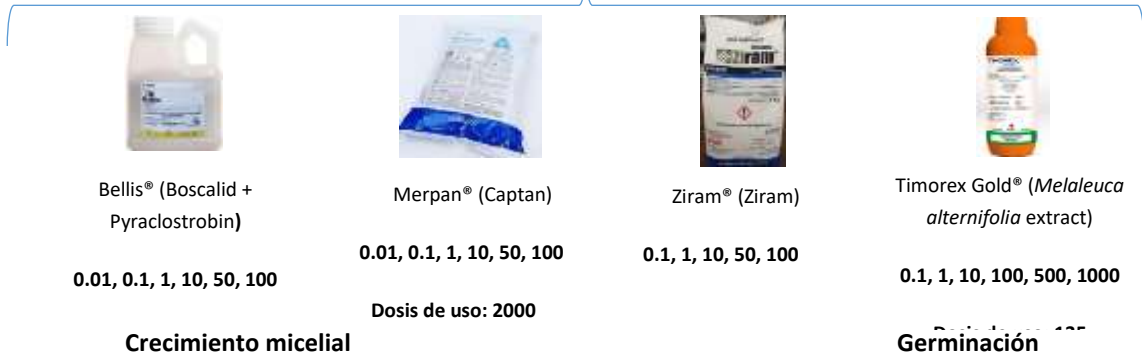 Ziram
TIMOREX
Bellis® (Boscalid +
Pyraclostrobin)
0.01, 0.1, 1, 10, 50, 100
Merpan® (Captan)
0.01, 0.1, 1, 10, 50, 100
Dosis de uso: 2000
Ziram® (Ziram)
0.1, 1, 10, 50, 100
Timorex Gold® (Melaleuca
alternifolia extract)
0.1, 1, 10, 100, 500, 1000
Crecimiento micelial
Germinación